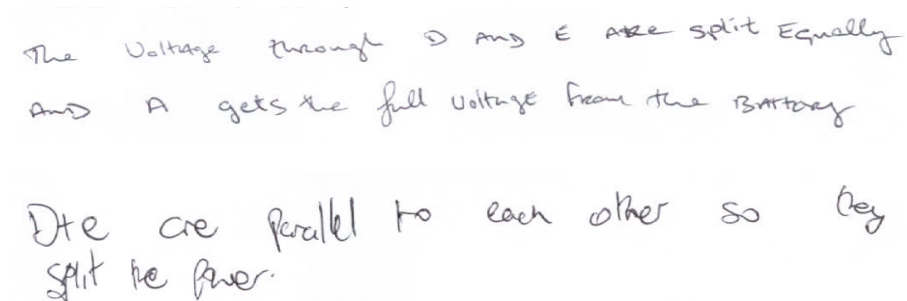 The Voltage through D AND E ARE split Equally
AND A gets the full voltage from the BATTARY
D+e are parallel to each other so they
split the power.